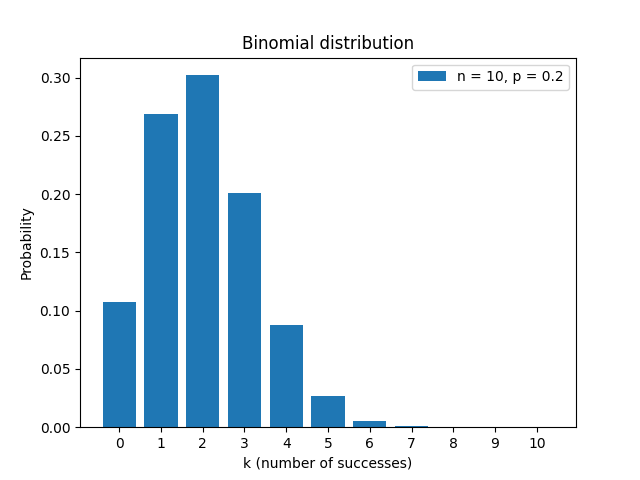 Binomial distribution
n = 10, p = 0.2
Probability
0.30
0.25
0.20
0.15
0.10
0.05
0.00
0 1 2 3 4 5 6 7 8 9 10
k (number of successes)